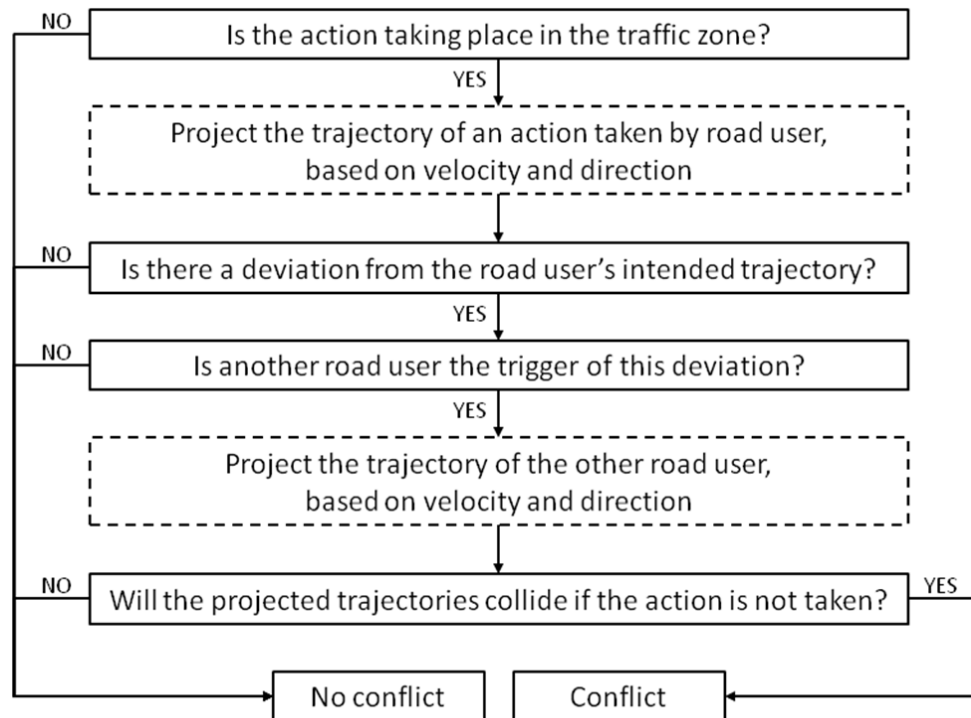 NO
Is the action taking place in the traffic zone?
YES
Project the trajectory of an action taken by road user,
based on velocity and direction
NO
Is there a deviation from the road user's intended trajectory?
YES
NO
Is another road user the trigger of this deviation?
YES
Project the trajectory of the other road user,
based on velocity and direction
NO
Will the projected trajectories collide if the action is not taken?
YES
No conflict
Conflict